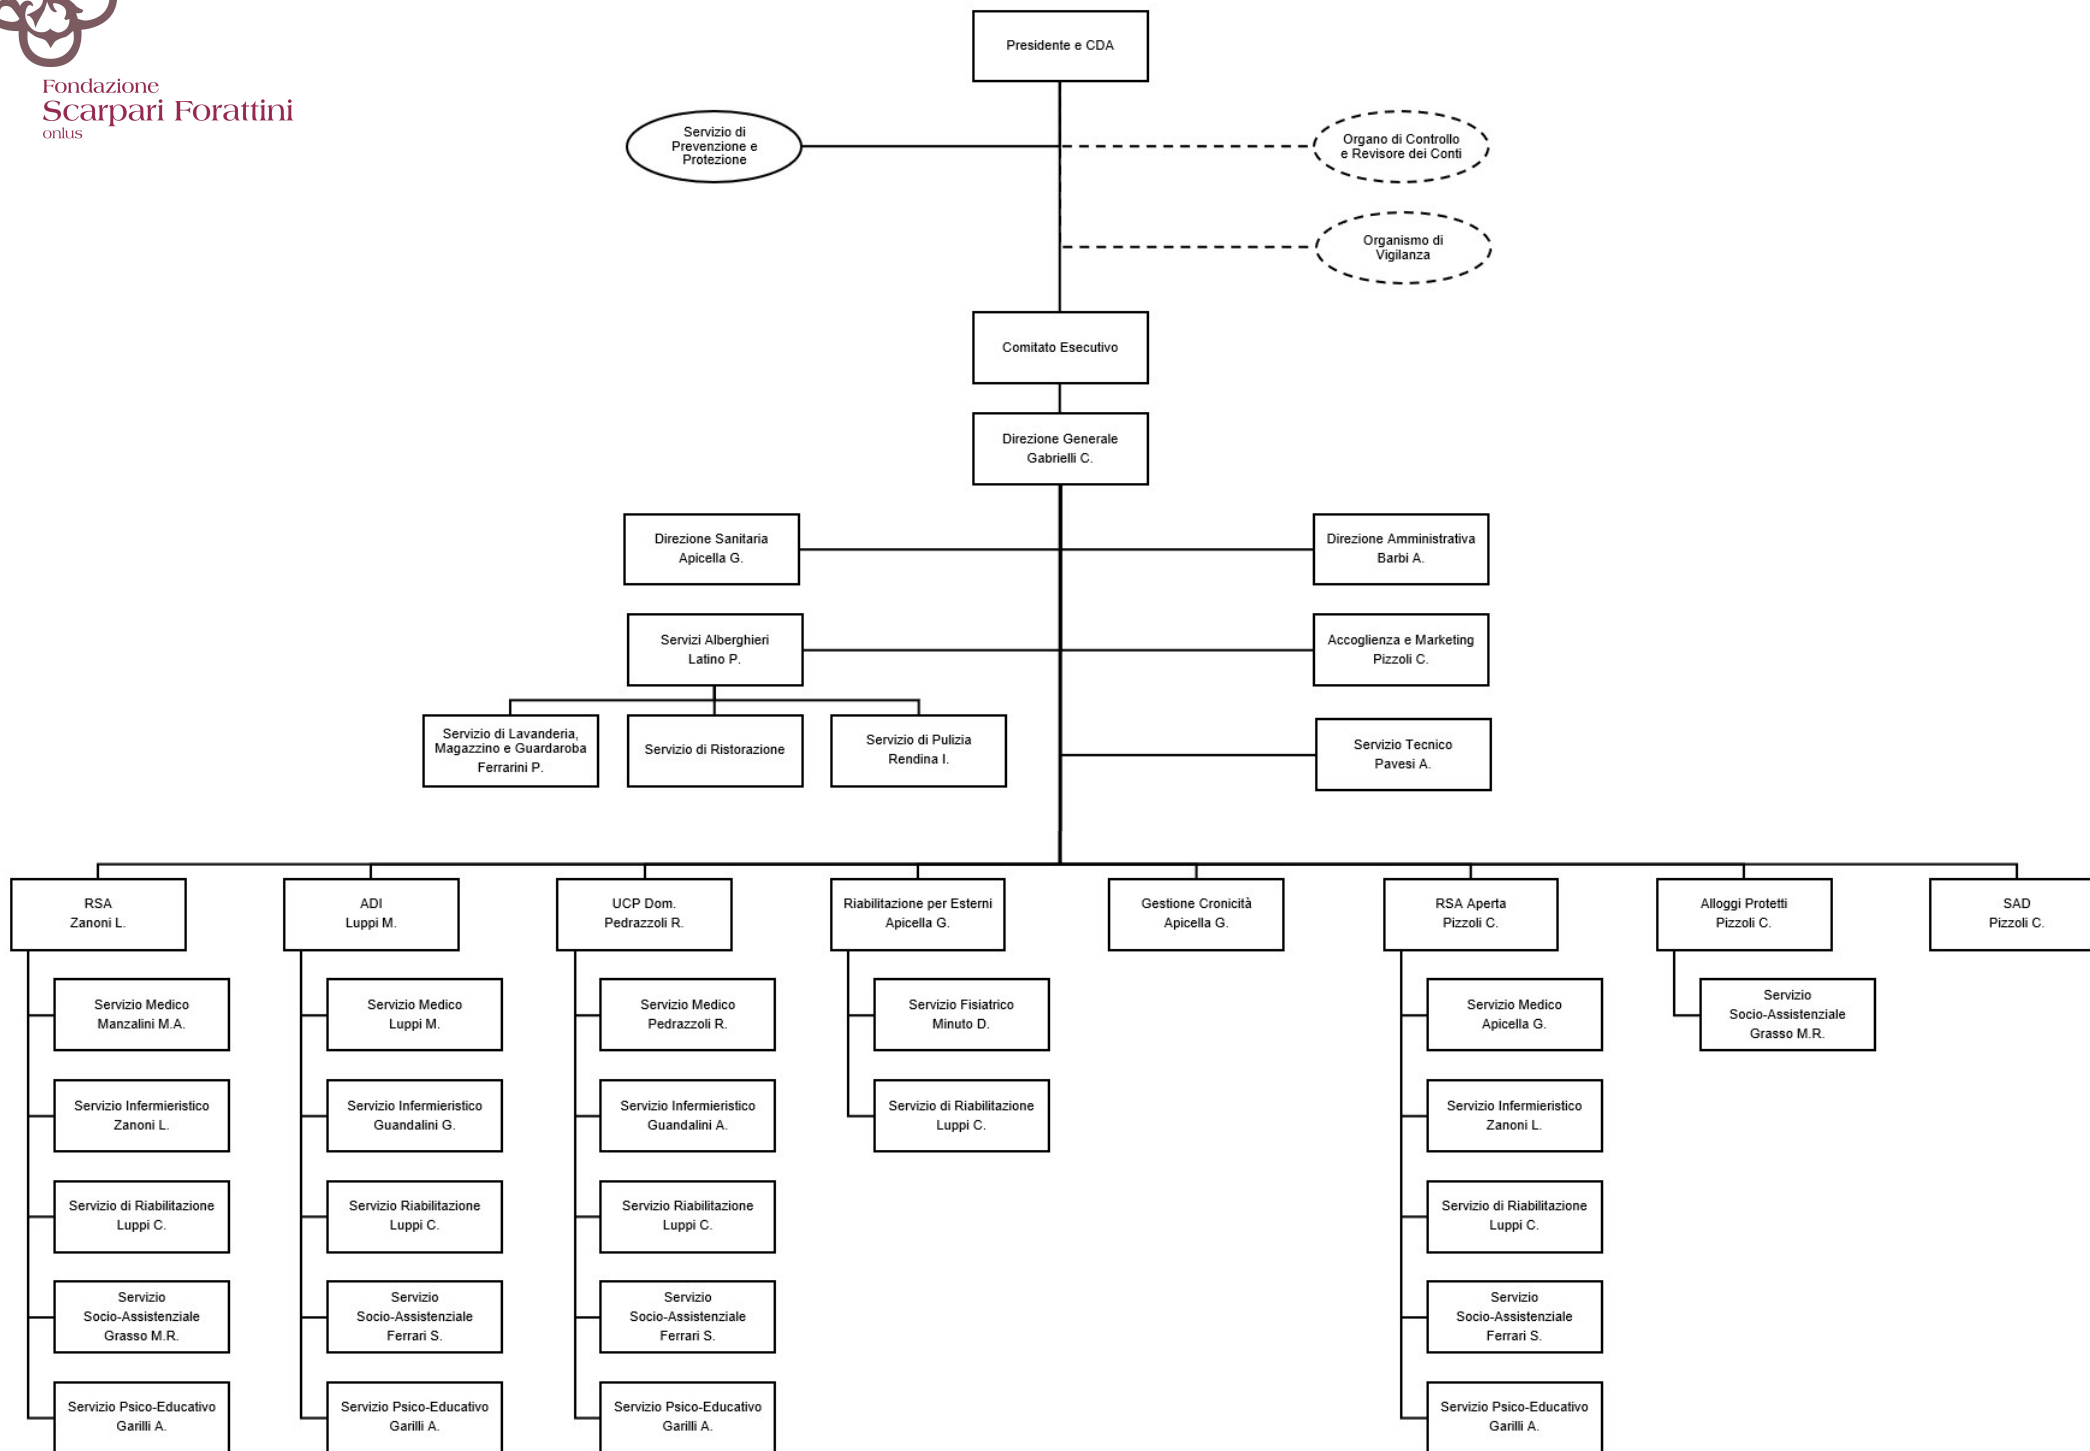 Fondazione
Scarpari Forattini
onlus
Presidente e CDA
Servizio di
Prevenzione e
Protezione
Organo di Controllo
e Revisore dei Conti
Organismo di
Vigilanza
Comitato Esecutivo
Direzione Generale
Gabrielli C.
Direzione Sanitaria
Apicella G.
Direzione Amministrativa
Barbi A.
Servizi Alberghieri
Latino P.
Accoglienza e Marketing
Pizzoli C.
Servizio di Lavanderia,
Magazzino e Guardaroba
Ferrarini P.
Servizio di Ristorazione
Servizio di Pulizia
Rendina I.
Servizio Tecnico
Pavesi A.
RSA
Zanoni L.
Servizio Medico
Manzalini M.A.
Servizio Infermieristico
Zanoni L.
Servizio di Riabilitazione
Luppi C.
Servizio
Socio-Assistenziale
Grasso M.R.
Servizio Psico-Educativo
Garilli A.
ADI
Luppi M.
Servizio Medico
Luppi M.
Servizio Infermieristico
Guandalini G.
Servizio Riabilitazione
Luppi C.
Servizio
Socio-Assistenziale
Ferrari S.
Servizio Psico-Educativo
Garilli A.
UCP Dom.
Pedrazzoli R.
Servizio Medico
Pedrazzoli R.
Servizio Infermieristico
Guandalini A.
Servizio Riabilitazione
Luppi C.
Servizio
Socio-Assistenziale
Ferrari S.
Servizio Psico-Educativo
Garilli A.
Riabilitazione per Esterni
Apicella G.
Servizio Fisiatrico
Minuto D.
Servizio di Riabilitazione
Luppi C.
Gestione Cronicità
Apicella G.
RSA Aperta
Pizzoli C.
Servizio Medico
Apicella G.
Servizio Infermieristico
Zanoni L.
Servizio di Riabilitazione
Luppi C.
Servizio
Socio-Assistenziale
Ferrari S.
Servizio Psico-Educativo
Garilli A.
Alloggi Protetti
Pizzoli C.
Servizio
Socio-Assistenziale
Grasso M.R.
SAD
Pizzoli C.